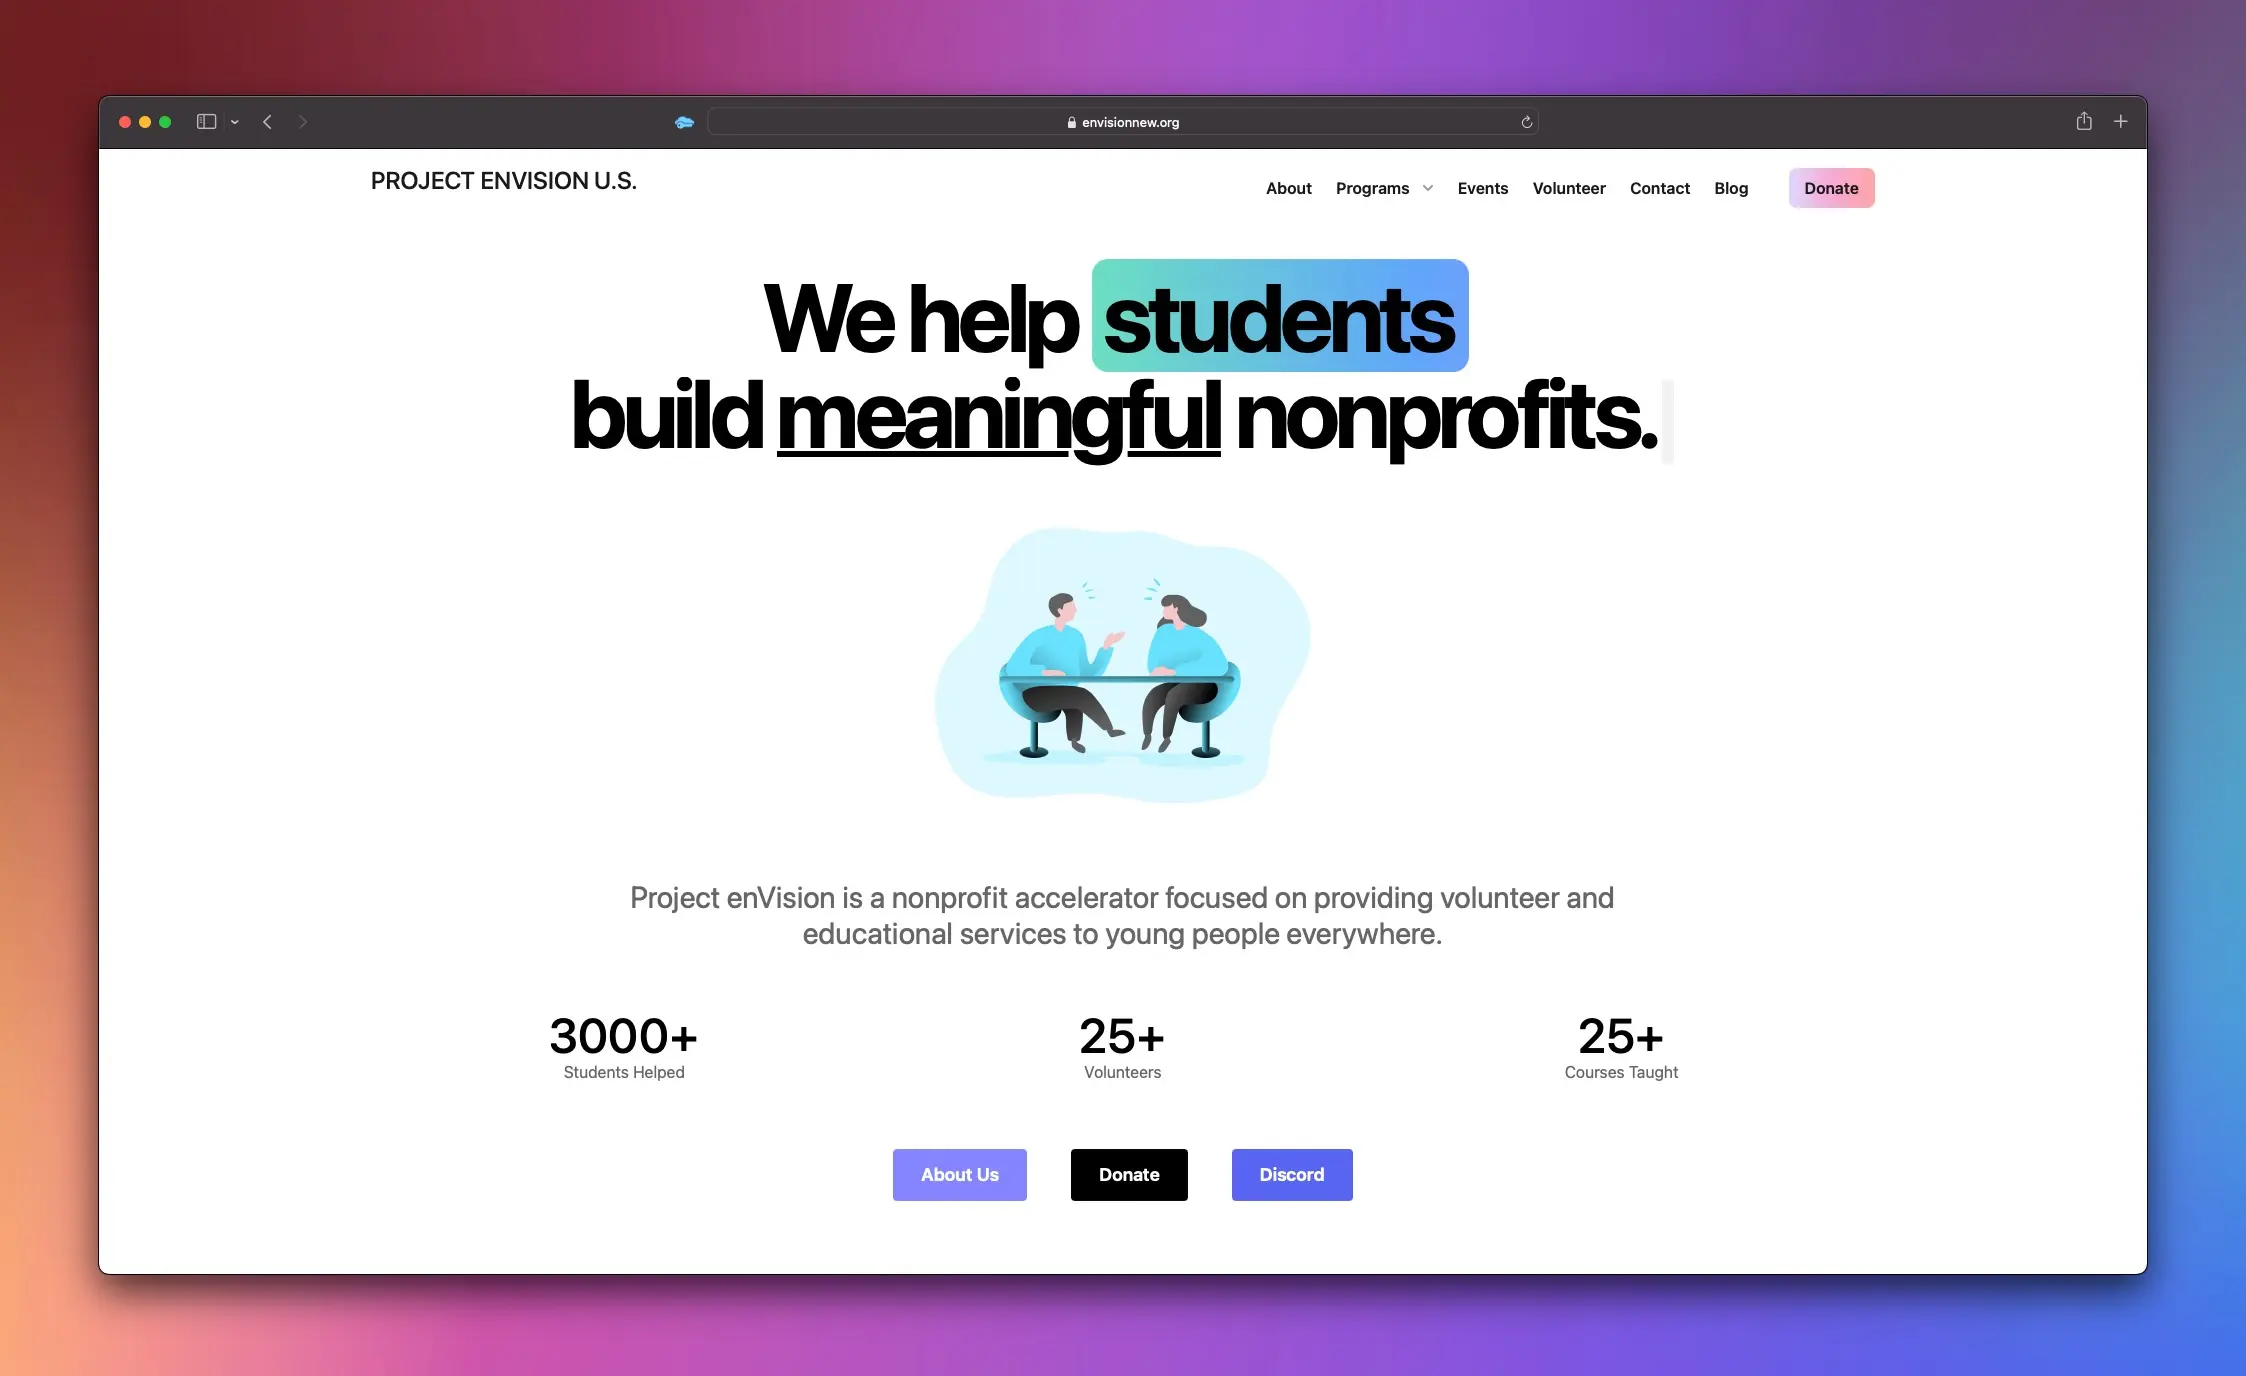 envisionnew.org
PROJECT ENVISION U.S.
About
Programs
Events
Volunteer
Contact
Blog
Donate
We help students
build meaningful nonprofits.
Project enVision is a nonprofit accelerator focused on providing volunteer and
educational services to young people everywhere.
3000+
Students Helped
25+
Volunteers
25+
Courses Taught
About Us
Donate
Discord